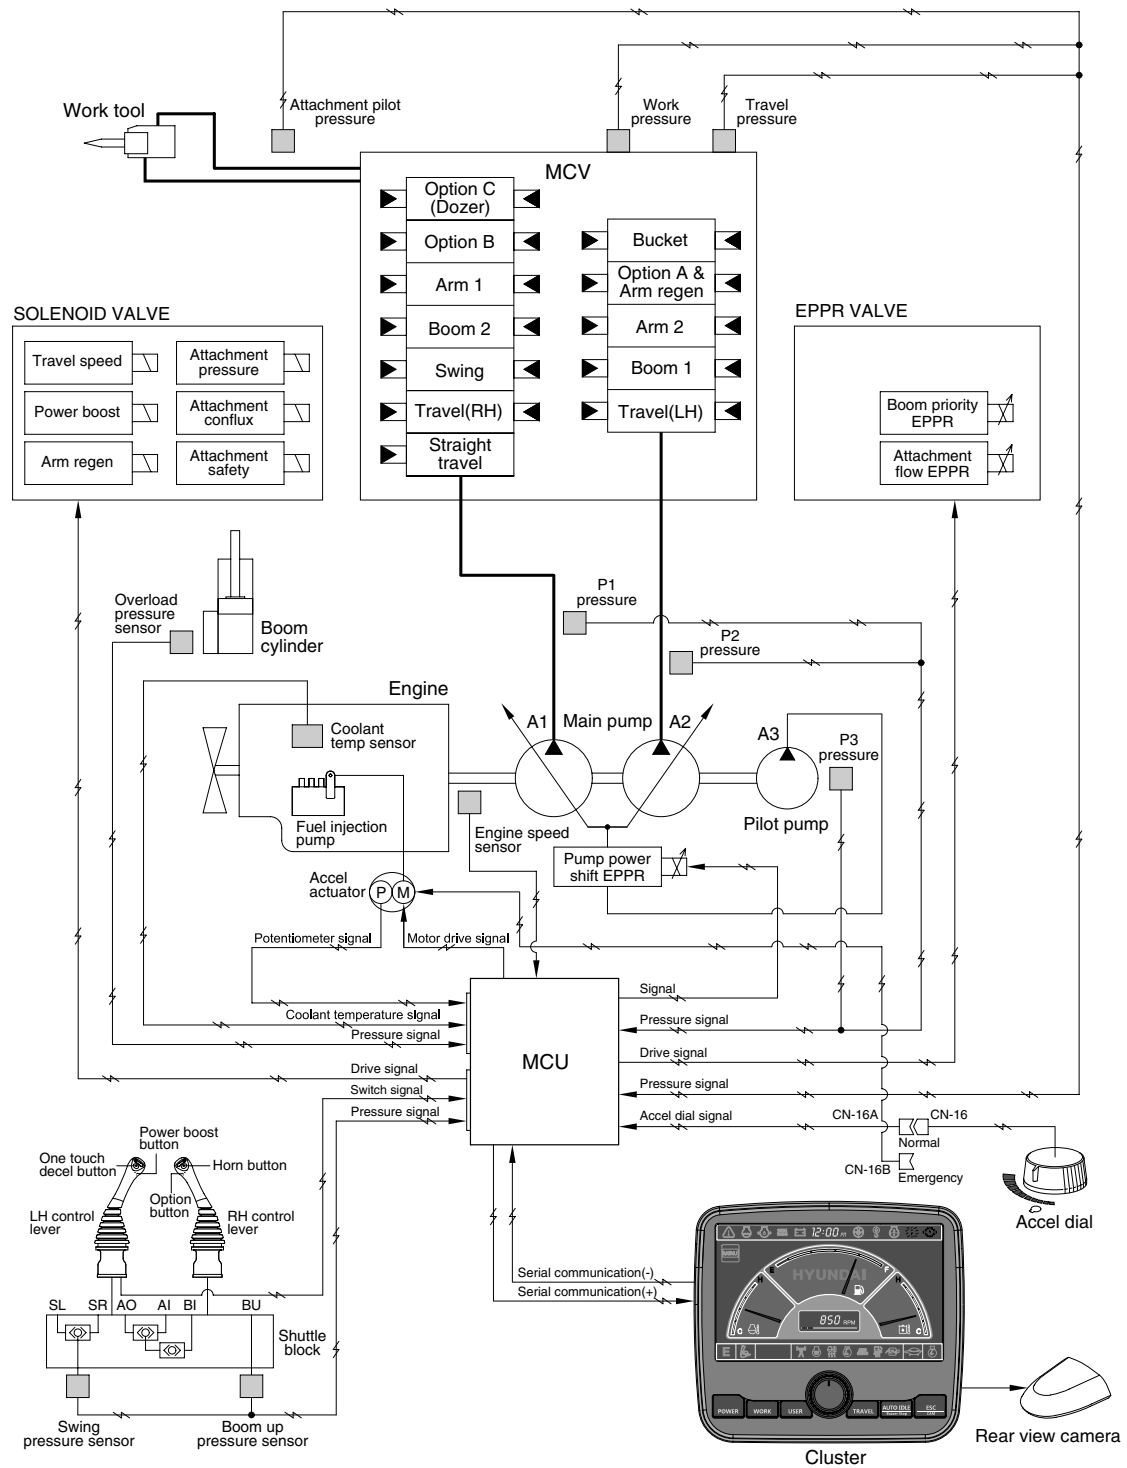 Attachment pilot
pressure
Work
pressure
Travel
pressure
Work tool
MCV
Option C
(Dozer)
Option B
Arm 1
Boom 2
Swing
Travel(RH)
Straight
travel
Bucket
Option A &
Arm regen
Arm 2
Boom 1
Travel(LH)
SOLENOID VALVE
Travel speed
Power boost
Arm regen
Attachment
pressure
Attachment
conflux
Attachment
safety
EPPR VALVE
Boom priority
EPPR
Attachment
flow EPPR
Overload
pressure
sensor
Boom
cylinder
P1
pressure
P2
pressure
Engine
Coolant
temp sensor
Fuel injection
pump
A1
Main pump
A2
A3
P3
pressure
Pilot pump
Engine speed
sensor
Pump power
shift EPPR
Accel
actuator
P
M
Potentiometer signal
Motor drive signal
Coolant temperature signal
Pressure signal
Drive signal
Switch signal
Pressure signal
MCU
Signal
Pressure signal
Drive signal
Pressure signal
Accel dial signal
CN-16A
CN-16
Normal
CN-16B
Emergency
Accel dial
Power boost
button
One touch
decel button
Horn button
Option
button
LH control
lever
RH control
lever
SL
SR
AO
AI
BI
BU
Shuttle
block
Swing
pressure sensor
Boom up
pressure sensor
Serial communication(-)
Serial communication(+)
12:00
MENU
HYUNDAI
E
F
H
H
C
C
850 RPM
E
POWER
WORK
USER
TRAVEL
AUTO IDLE
ESC
CAM
Cluster
Rear view camera